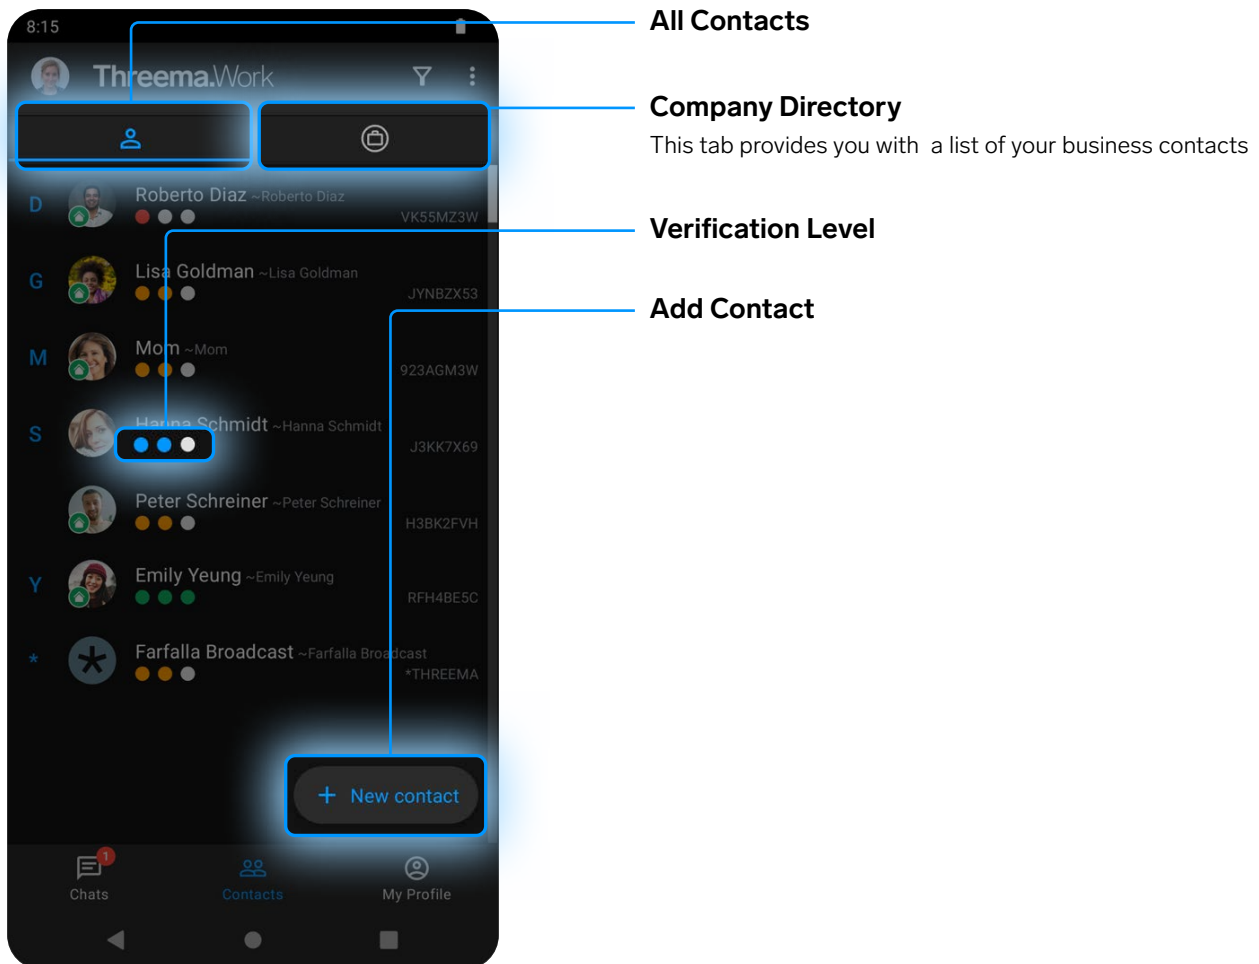 8:15
All Contacts
Threema.Work
Company Directory
This tab provides you with  a list of your business contacts
D
Roberto Diaz ~Roberto Diaz
VK55MZ3W
Verification Level
G
Lisa Goldman ~Lisa Goldman
JYNBZX53
Add Contact
M
Mom ~Mom
923AGM3W
S
Hanna Schmidt ~Hanna Schmidt
J3KK7X69
Peter Schreiner ~Peter Schreiner
H3BK2FVH
Y
Emily Yeung ~Emily Yeung
RFH4BE5C
*
Farfalla Broadcast ~Farfalla Broadcast
*THREEMA
+ New contact
1
Chats
Contacts
My Profile